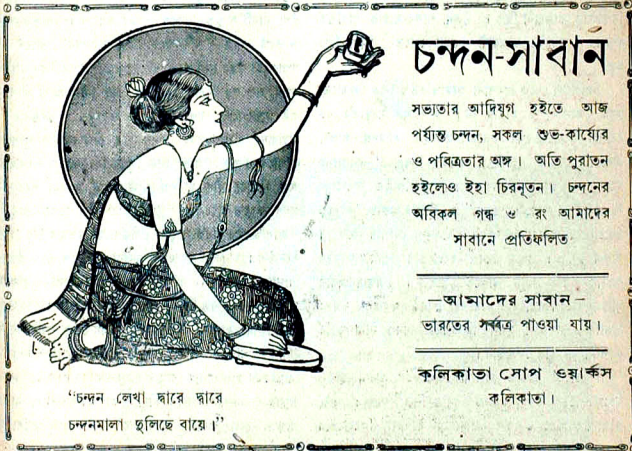 চন্দন-সাবান
সভ্যতার আদিযুগ হইতে আজ
পর্য্যন্ত চন্দন, সকল শুভ-কার্য্যের
ও পবিত্রতার অঙ্গ। অতি পুরাতন
হইলেও ইহা চিরনূতন। চন্দনের
অবিকল গন্ধ ও রং আমাদের
সাবানে প্রতিফলিত
—আমাদের সাবান—
ভারতের সর্ব্বত্র পাওয়া যায়।
কলিকাতা সোপ ওয়ার্কস
কলিকাতা।
“চন্দন লেখা দ্বারে দ্বারে
চন্দনমালা দুলিছে বায়ে।”